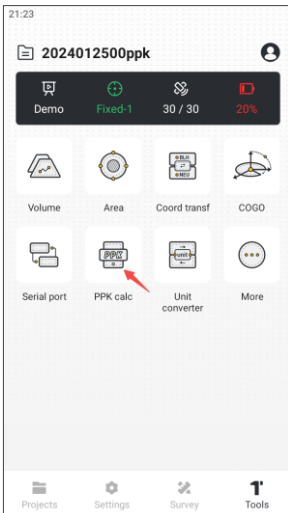 21:23
2024012500ppk
Demo Fixed-1 30 / 30 20%
Volume Area Coord transf COGO
Serial port PPK calc Unit converter More
Projects Settings Survey Tools